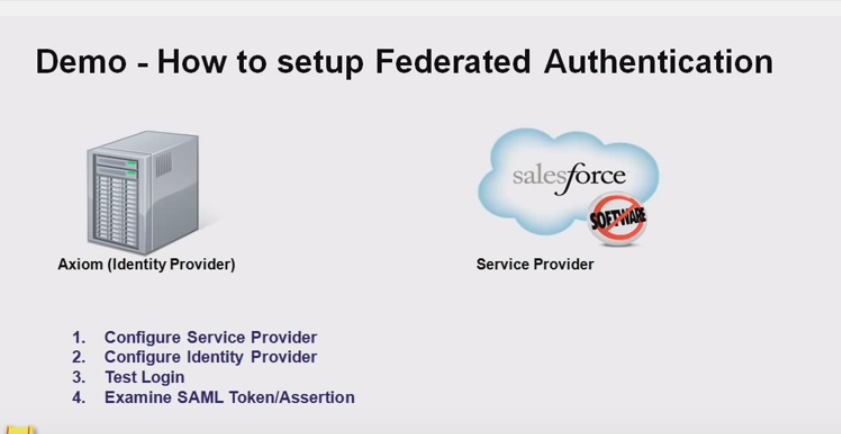 Demo - How to setup Federated Authentication
salesforce
SOFTWARE
Axiom (Identity Provider)
Service Provider
1. Configure Service Provider
2. Configure Identity Provider
3. Test Login
4. Examine SAML Token/Assertion